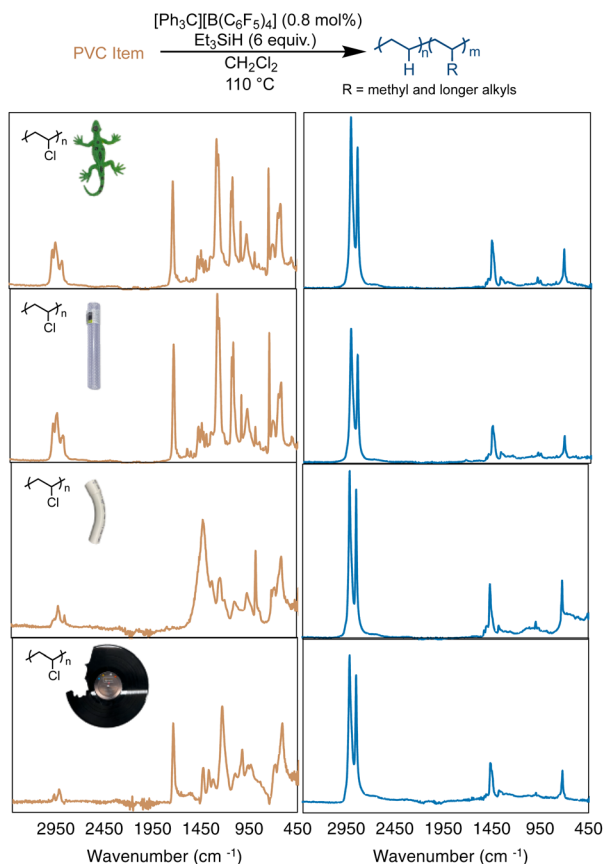 [Ph3C][B(C6F5)4] (0.8 mol%)
Et3SiH (6 equiv.)
PVC Item
CH2Cl2
110 °C
n
m
H
R
R = methyl and longer alkyls
n
Cl
n
Cl
n
Cl
n
Cl
2950 2450 1950 1450 950 450
2950 2450 1950 1450 950 450
Wavenumber (cm -1)
Wavenumber (cm -1)